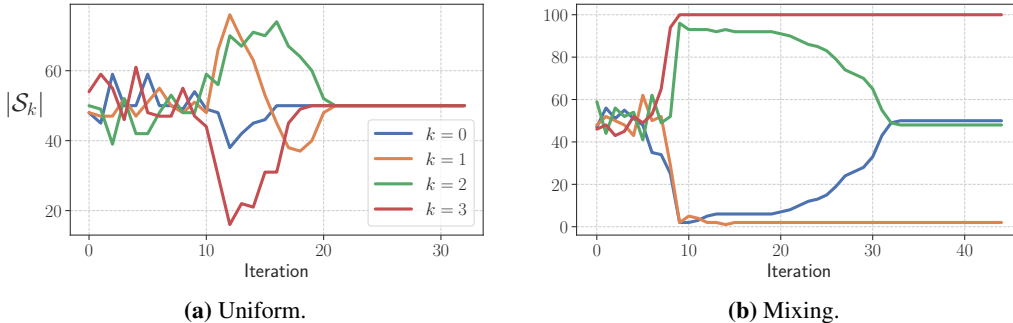 |S_k|
60
40
20
0
10
20
30
Iteration
k = 0
k = 1
k = 2
k = 3
(a) Uniform.
100
80
60
40
20
0
0
10
20
30
40
Iteration
(b) Mixing.